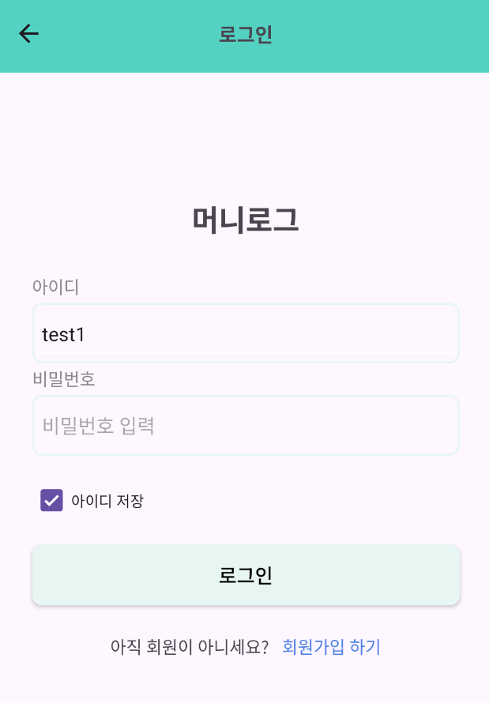 로그인
머니로그
아이디
test1
비밀번호
비밀번호 입력
아이디 저장
로그인
아직 회원이 아니세요? 회원가입 하기